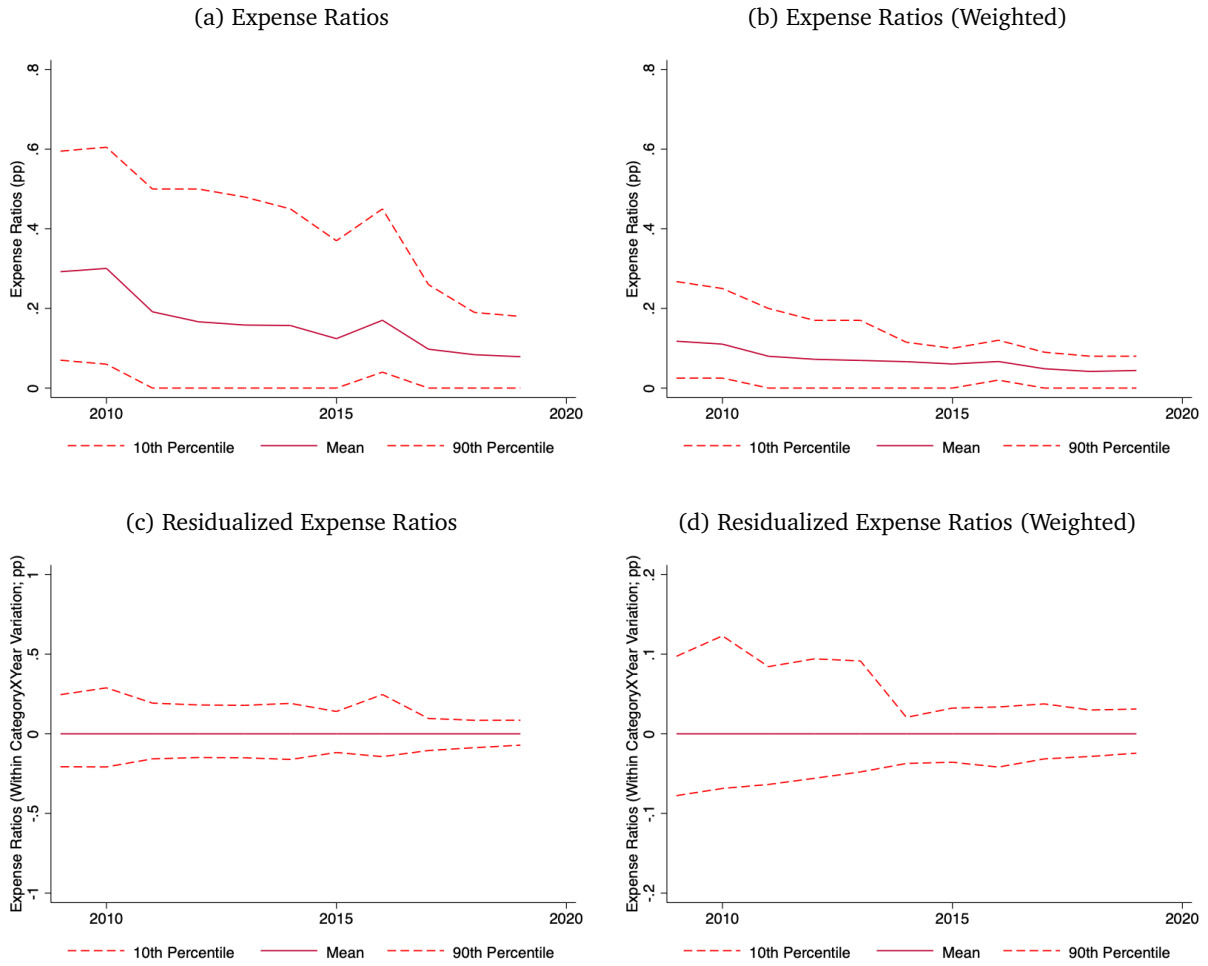 (a) Expense Ratios
Expense Ratios (pp)
.8
.6
.4
.2
0
2010
2015
2020
10th Percentile
Mean
90th Percentile
(b) Expense Ratios (Weighted)
Expense Ratios (pp)
.8
.6
.4
.2
0
2010
2015
2020
10th Percentile
Mean
90th Percentile
(c) Residualized Expense Ratios
Expense Ratios (Within CategoryXYear Variation; pp)
1
.5
0
-.5
-1
2010
2015
2020
10th Percentile
Mean
90th Percentile
(d) Residualized Expense Ratios (Weighted)
Expense Ratios (Within CategoryXYear Variation; pp)
.2
.1
0
-.1
-.2
2010
2015
2020
10th Percentile
Mean
90th Percentile